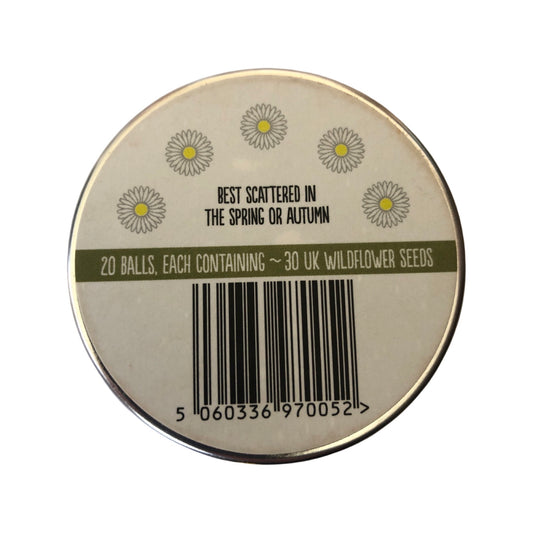 BEST SCATTERED IN
THE SPRING OR AUTUMN
20 BALLS, EACH CONTAINING ~ 30 UK WILDFLOWER SEEDS
5 060336 970052 >